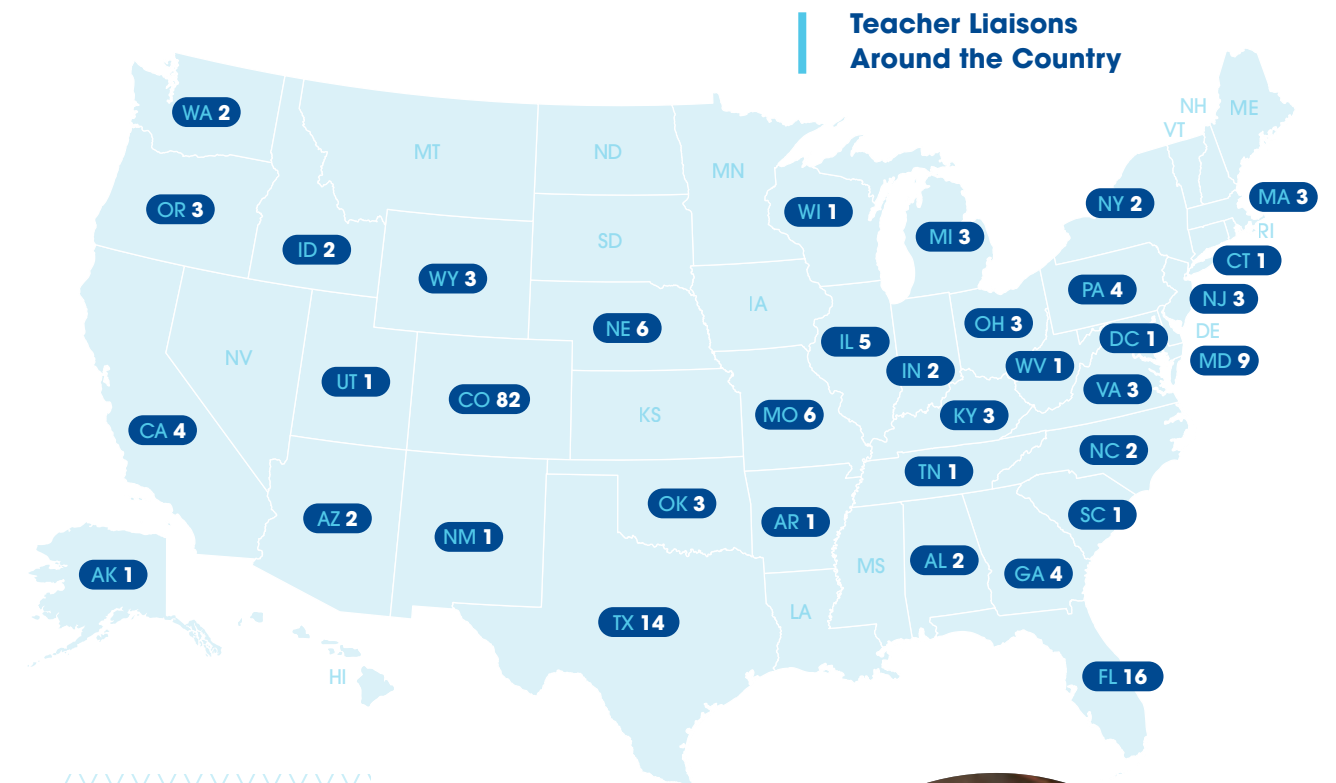 Teacher Liaisons
Around the Country
NH
ME
WA 2
VT
MT
ND
MN
MA 3
NY 2
OR 3
WI 1
RI
MI 3
SD
ID 2
CT 1
WY 3
PA 4
NJ 3
IA
OH 3
NE 6
DE
DC 1
IL 5
NV
MD 9
WV 1
IN 2
UT 1
VA 3
CO 82
KS
MO 6
KY 3
CA 4
NC 2
TN 1
OK 3
SC 1
AZ 2
AR 1
NM 1
AL 2
MS
GA 4
AK 1
LA
TX 14
HI
FL 16